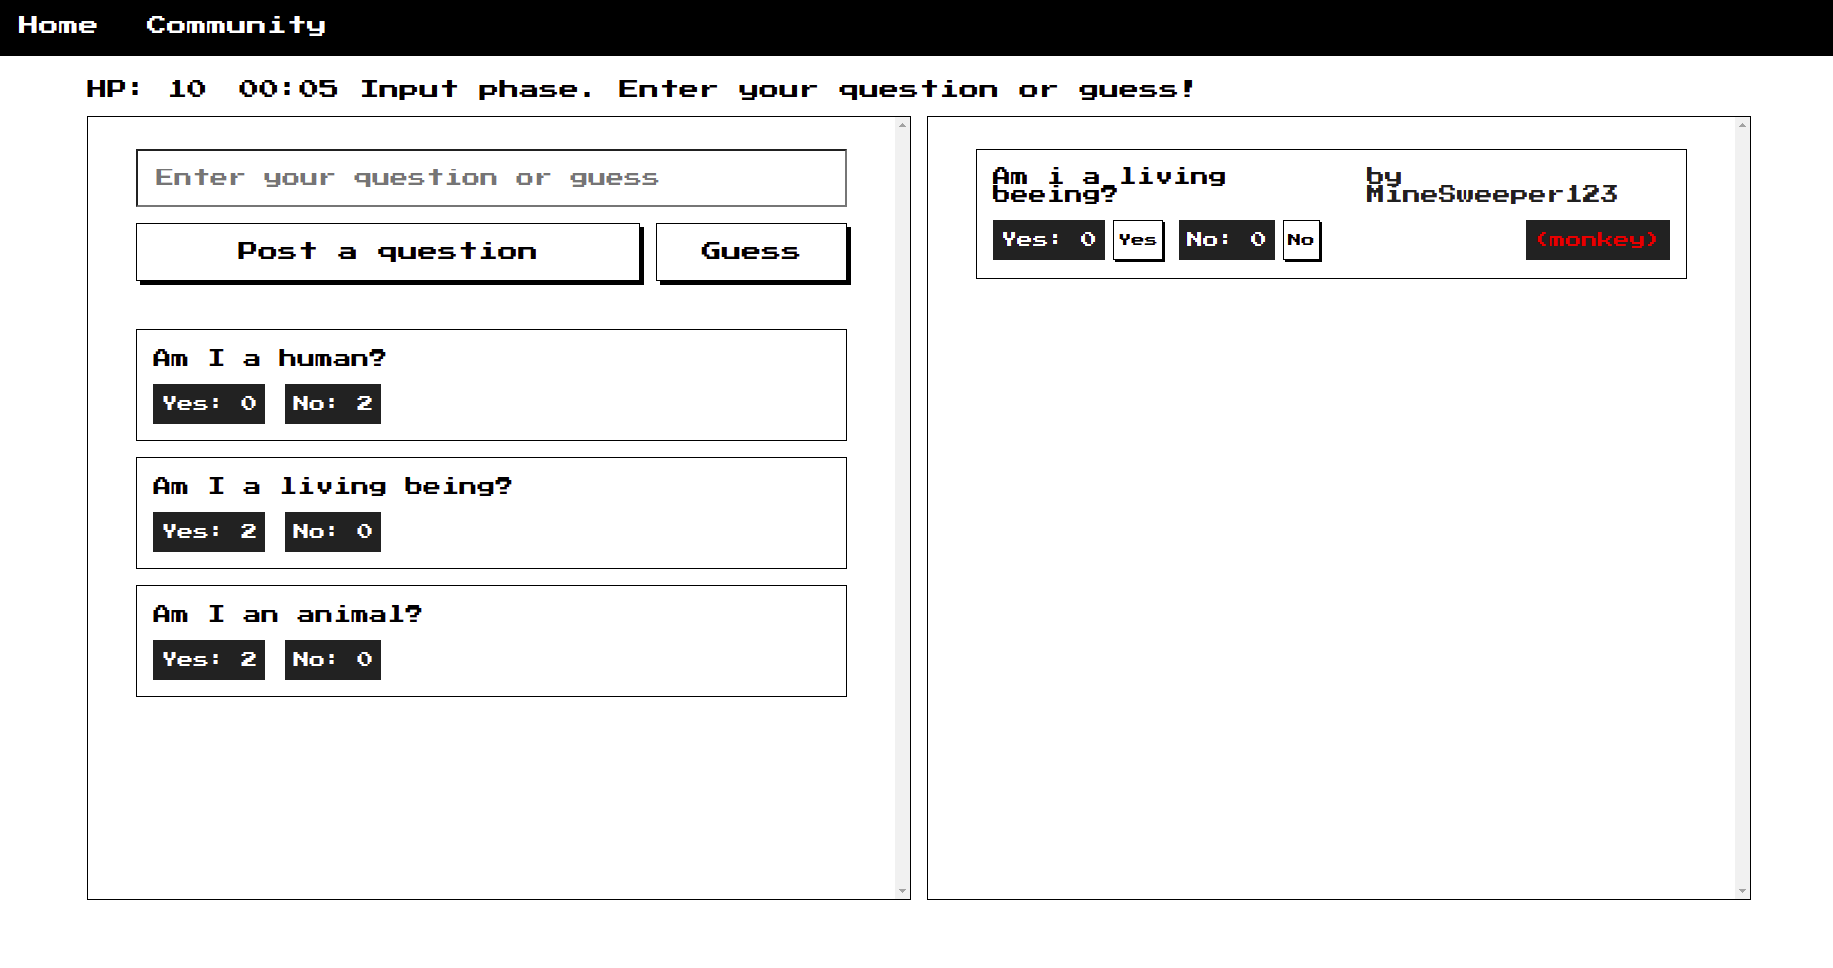 Home Community
HP: 10 00:05 Input phase. Enter your question or guess!
Enter your question or guess
Post a question Guess
Am I a human?
Yes: 0 No: 2
Am I a living being?
Yes: 2 No: 0
Am I an animal?
Yes: 2 No: 0
Am i a living
beeing?
by
MineSweeper123
Yes: 0 Yes No: 0 No (monkey)